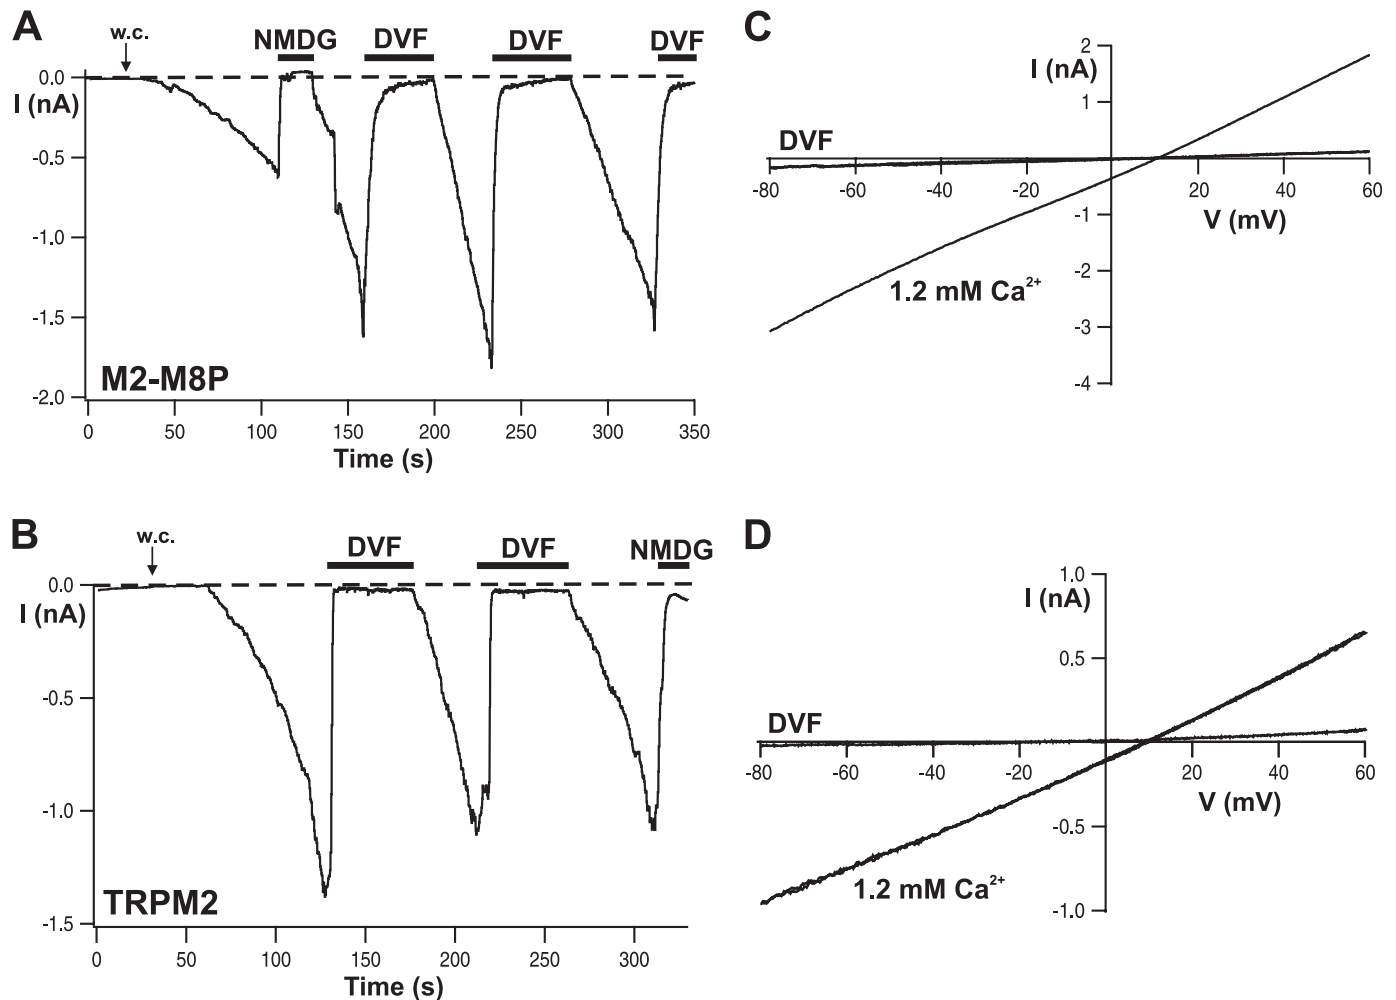 A
w.c.
NMDG DVF DVF DVF
0.0
I (nA)
-0.5
-1.0
-1.5
-2.0
M2-M8P
0 50 100 150 200 250 300 350
Time (s)
B
w.c.
DVF DVF NMDG
0.0
I (nA)
-0.5
-1.0
-1.5
TRPM2
0 50 100 150 200 250 300
Time (s)
C
I (nA)
2
1
DVF
-80 -60 -40 -20 20 40 60
V (mV)
-1
-2
-3
-4
1.2 mM Ca²⁺
D
I (nA)
1.0
0.5
DVF
-80 -60 -40 -20 20 40 60
V (mV)
-0.5
-1.0
1.2 mM Ca²⁺